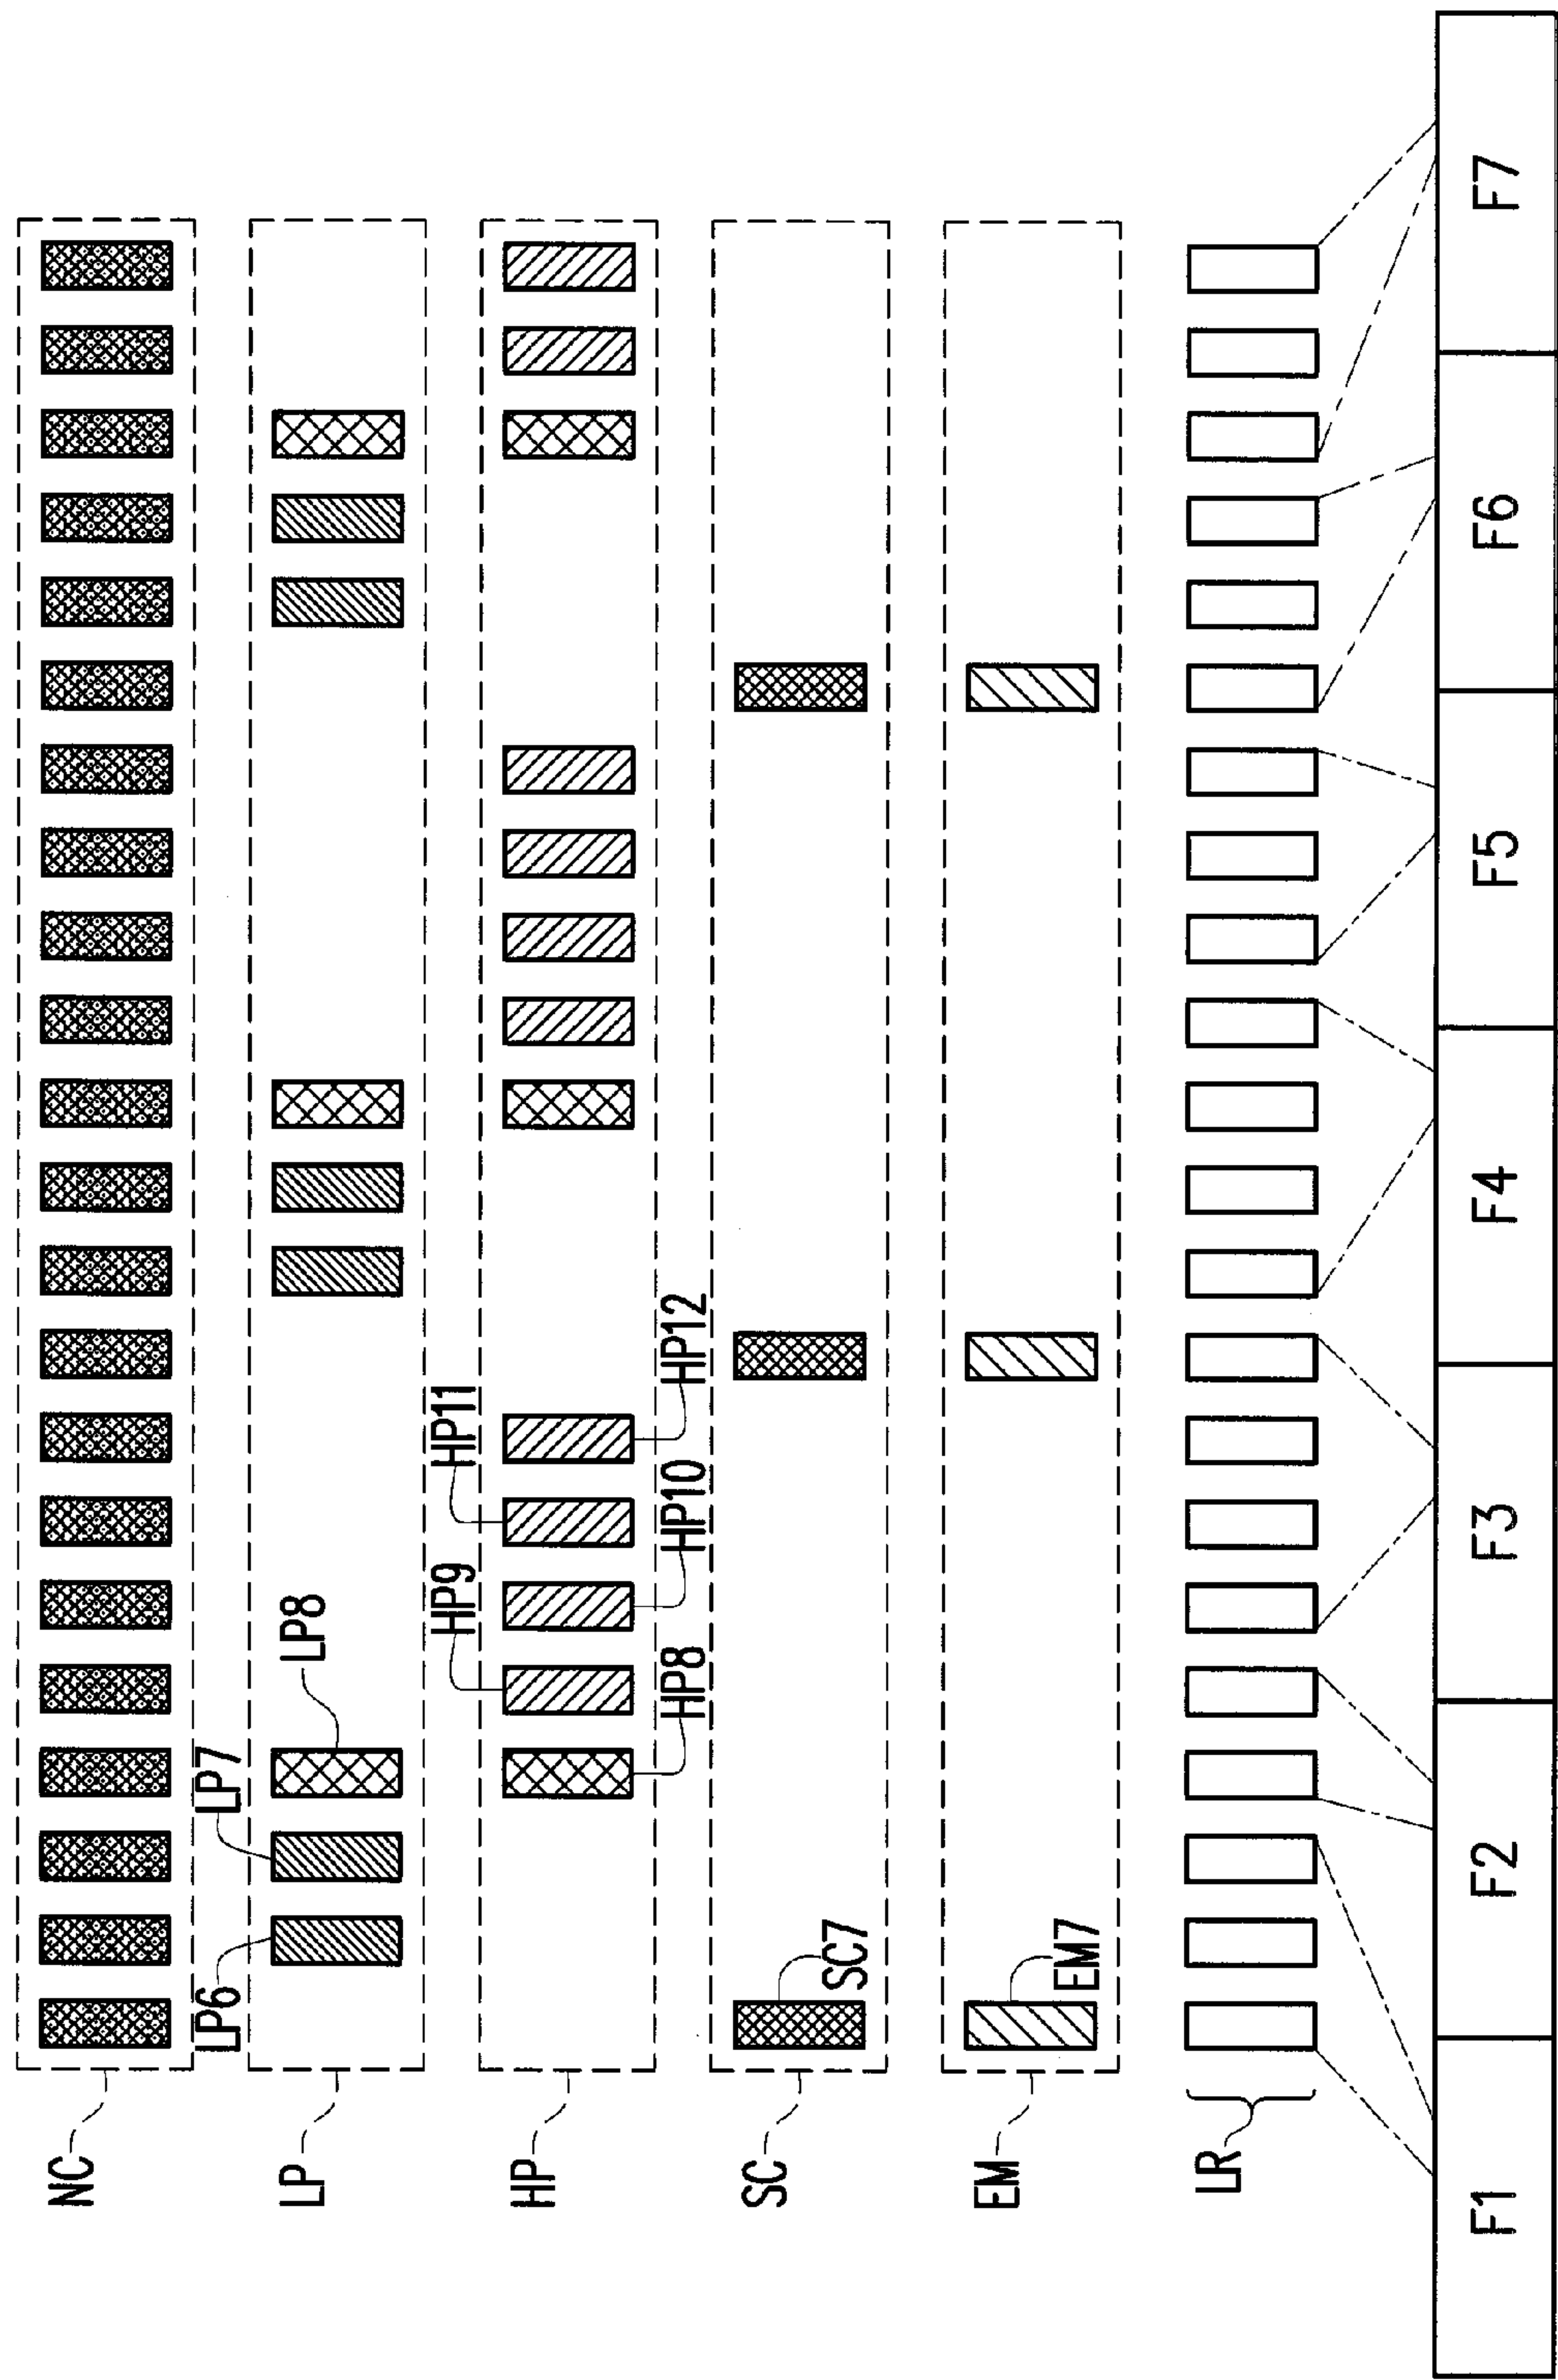 NC
LP
LP6
LP7
LP8
HP
HP8
HP9
HP10
HP11
HP12
SC
SC7
EM
EM7
LR
F1 F2 F3 F4 F5 F6 F7